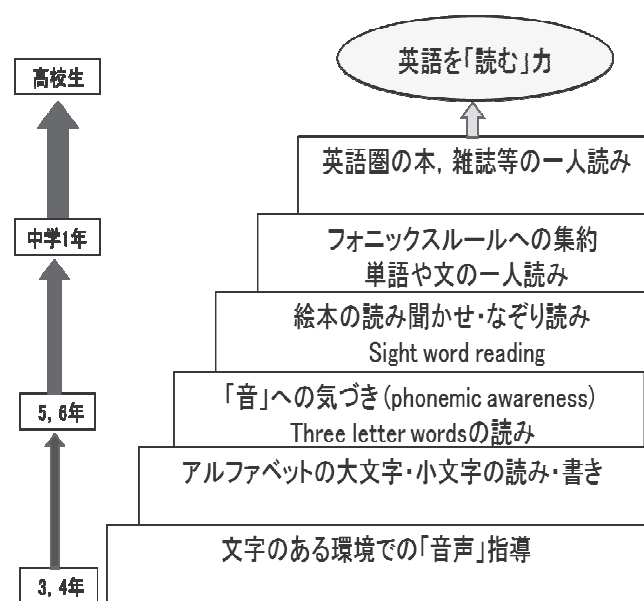 英語を「読む」力
高校生
英語圏の本, 雑誌等の一人読み
中学1年
フォニックスルールへの集約
単語や文の一人読み
絵本の読み聞かせ・なぞり読み
Sight word reading
5, 6年
「音」への気づき(phonemic awareness)
Three letter wordsの読み
アルファベットの大文字・小文字の読み・書き
文字のある環境での「音声」指導
3, 4年